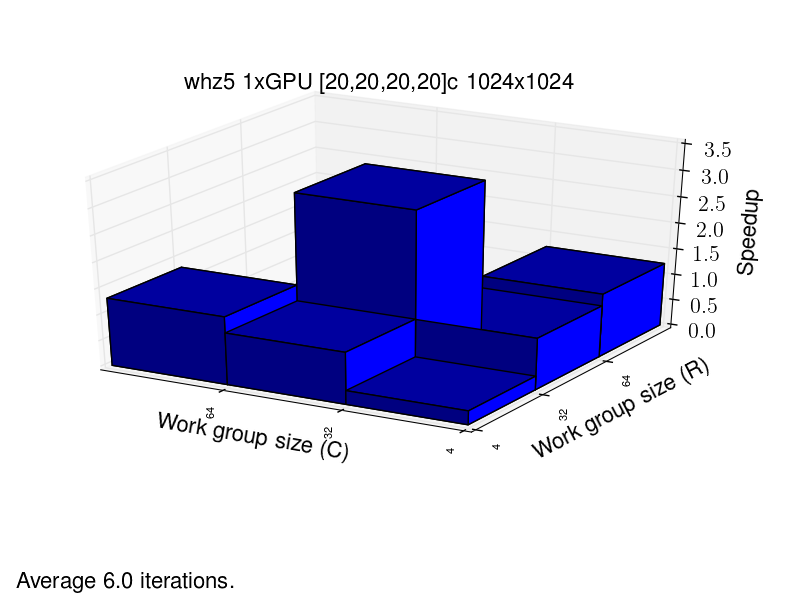 whz5 1xGPU [20,20,20,20]c 1024x1024
3.5
3.0
2.5
2.0
1.5
1.0
0.5
0.0
Speedup
64
32
4
Work group size (R)
64
32
4
Work group size (C)
Average 6.0 iterations.